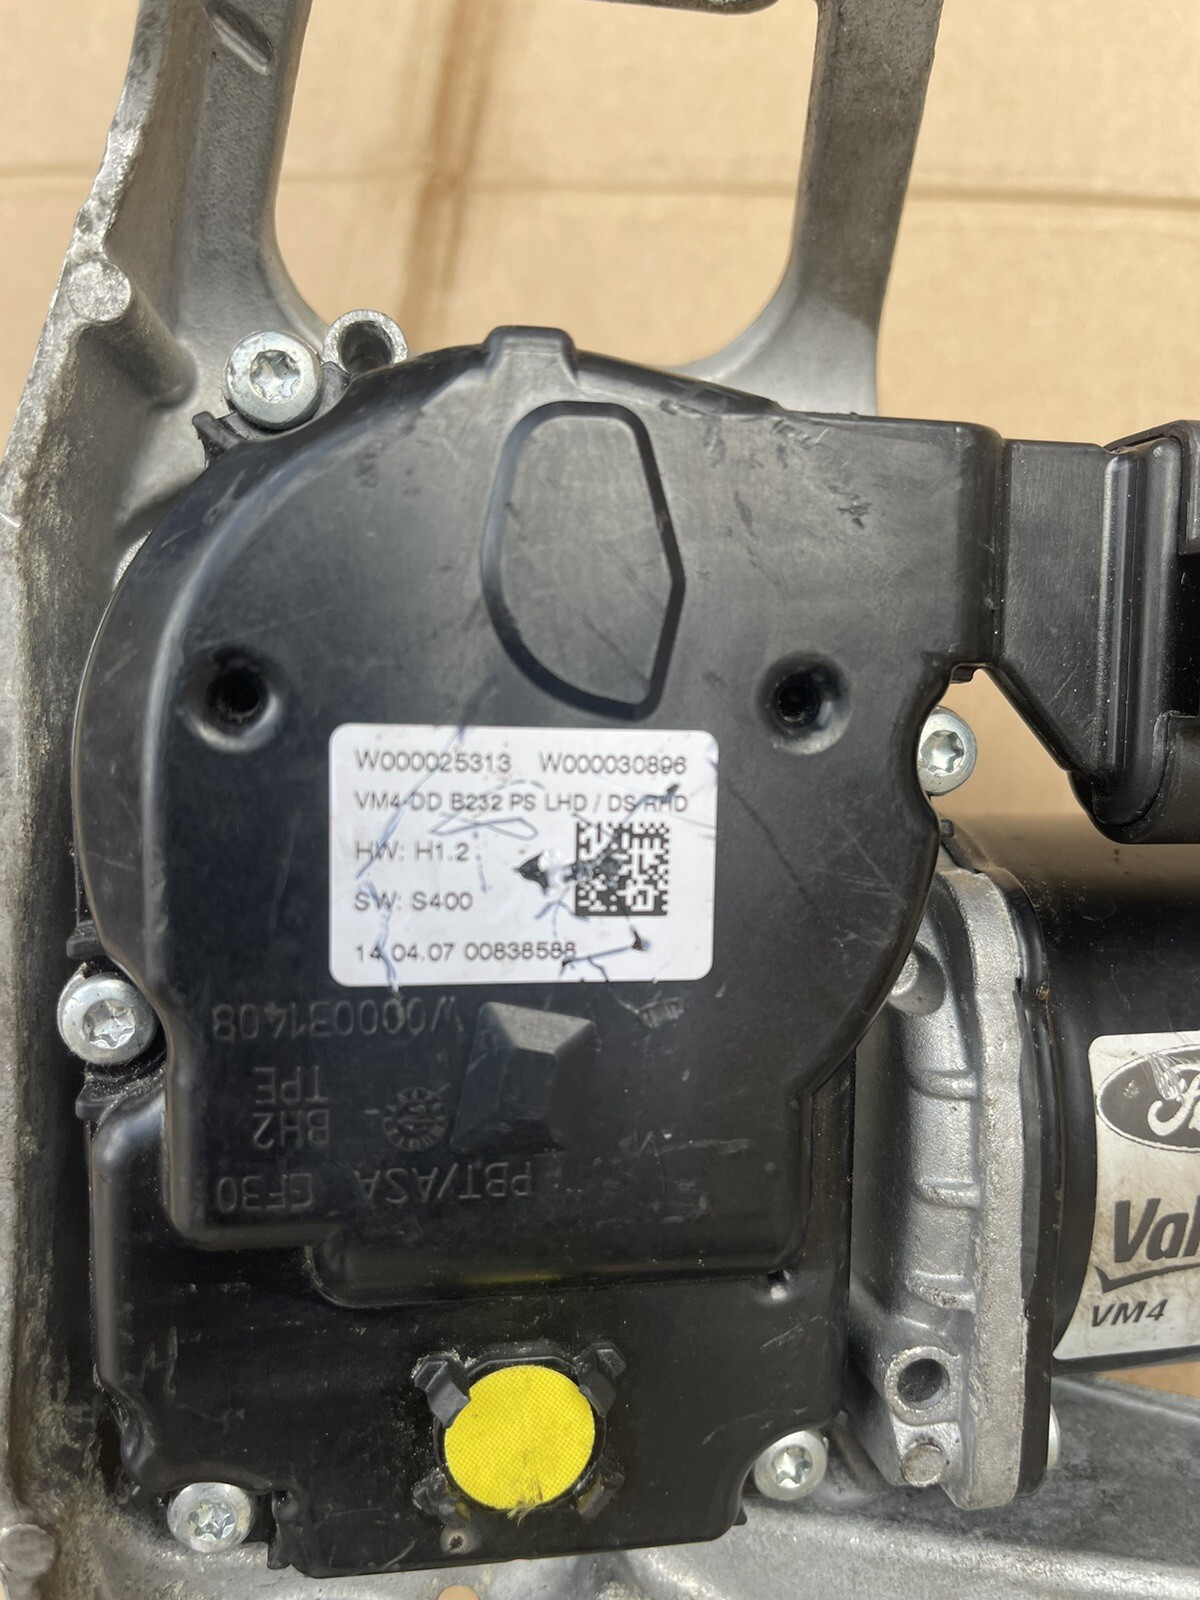 W000025313 W000030896
VM4-DD B232 PS LHD / DS RHD
HW: H1.2
SW: S400
14.04.07 00838588
W000031408
TPE
BH2
PBT/ASA GF30
VM4